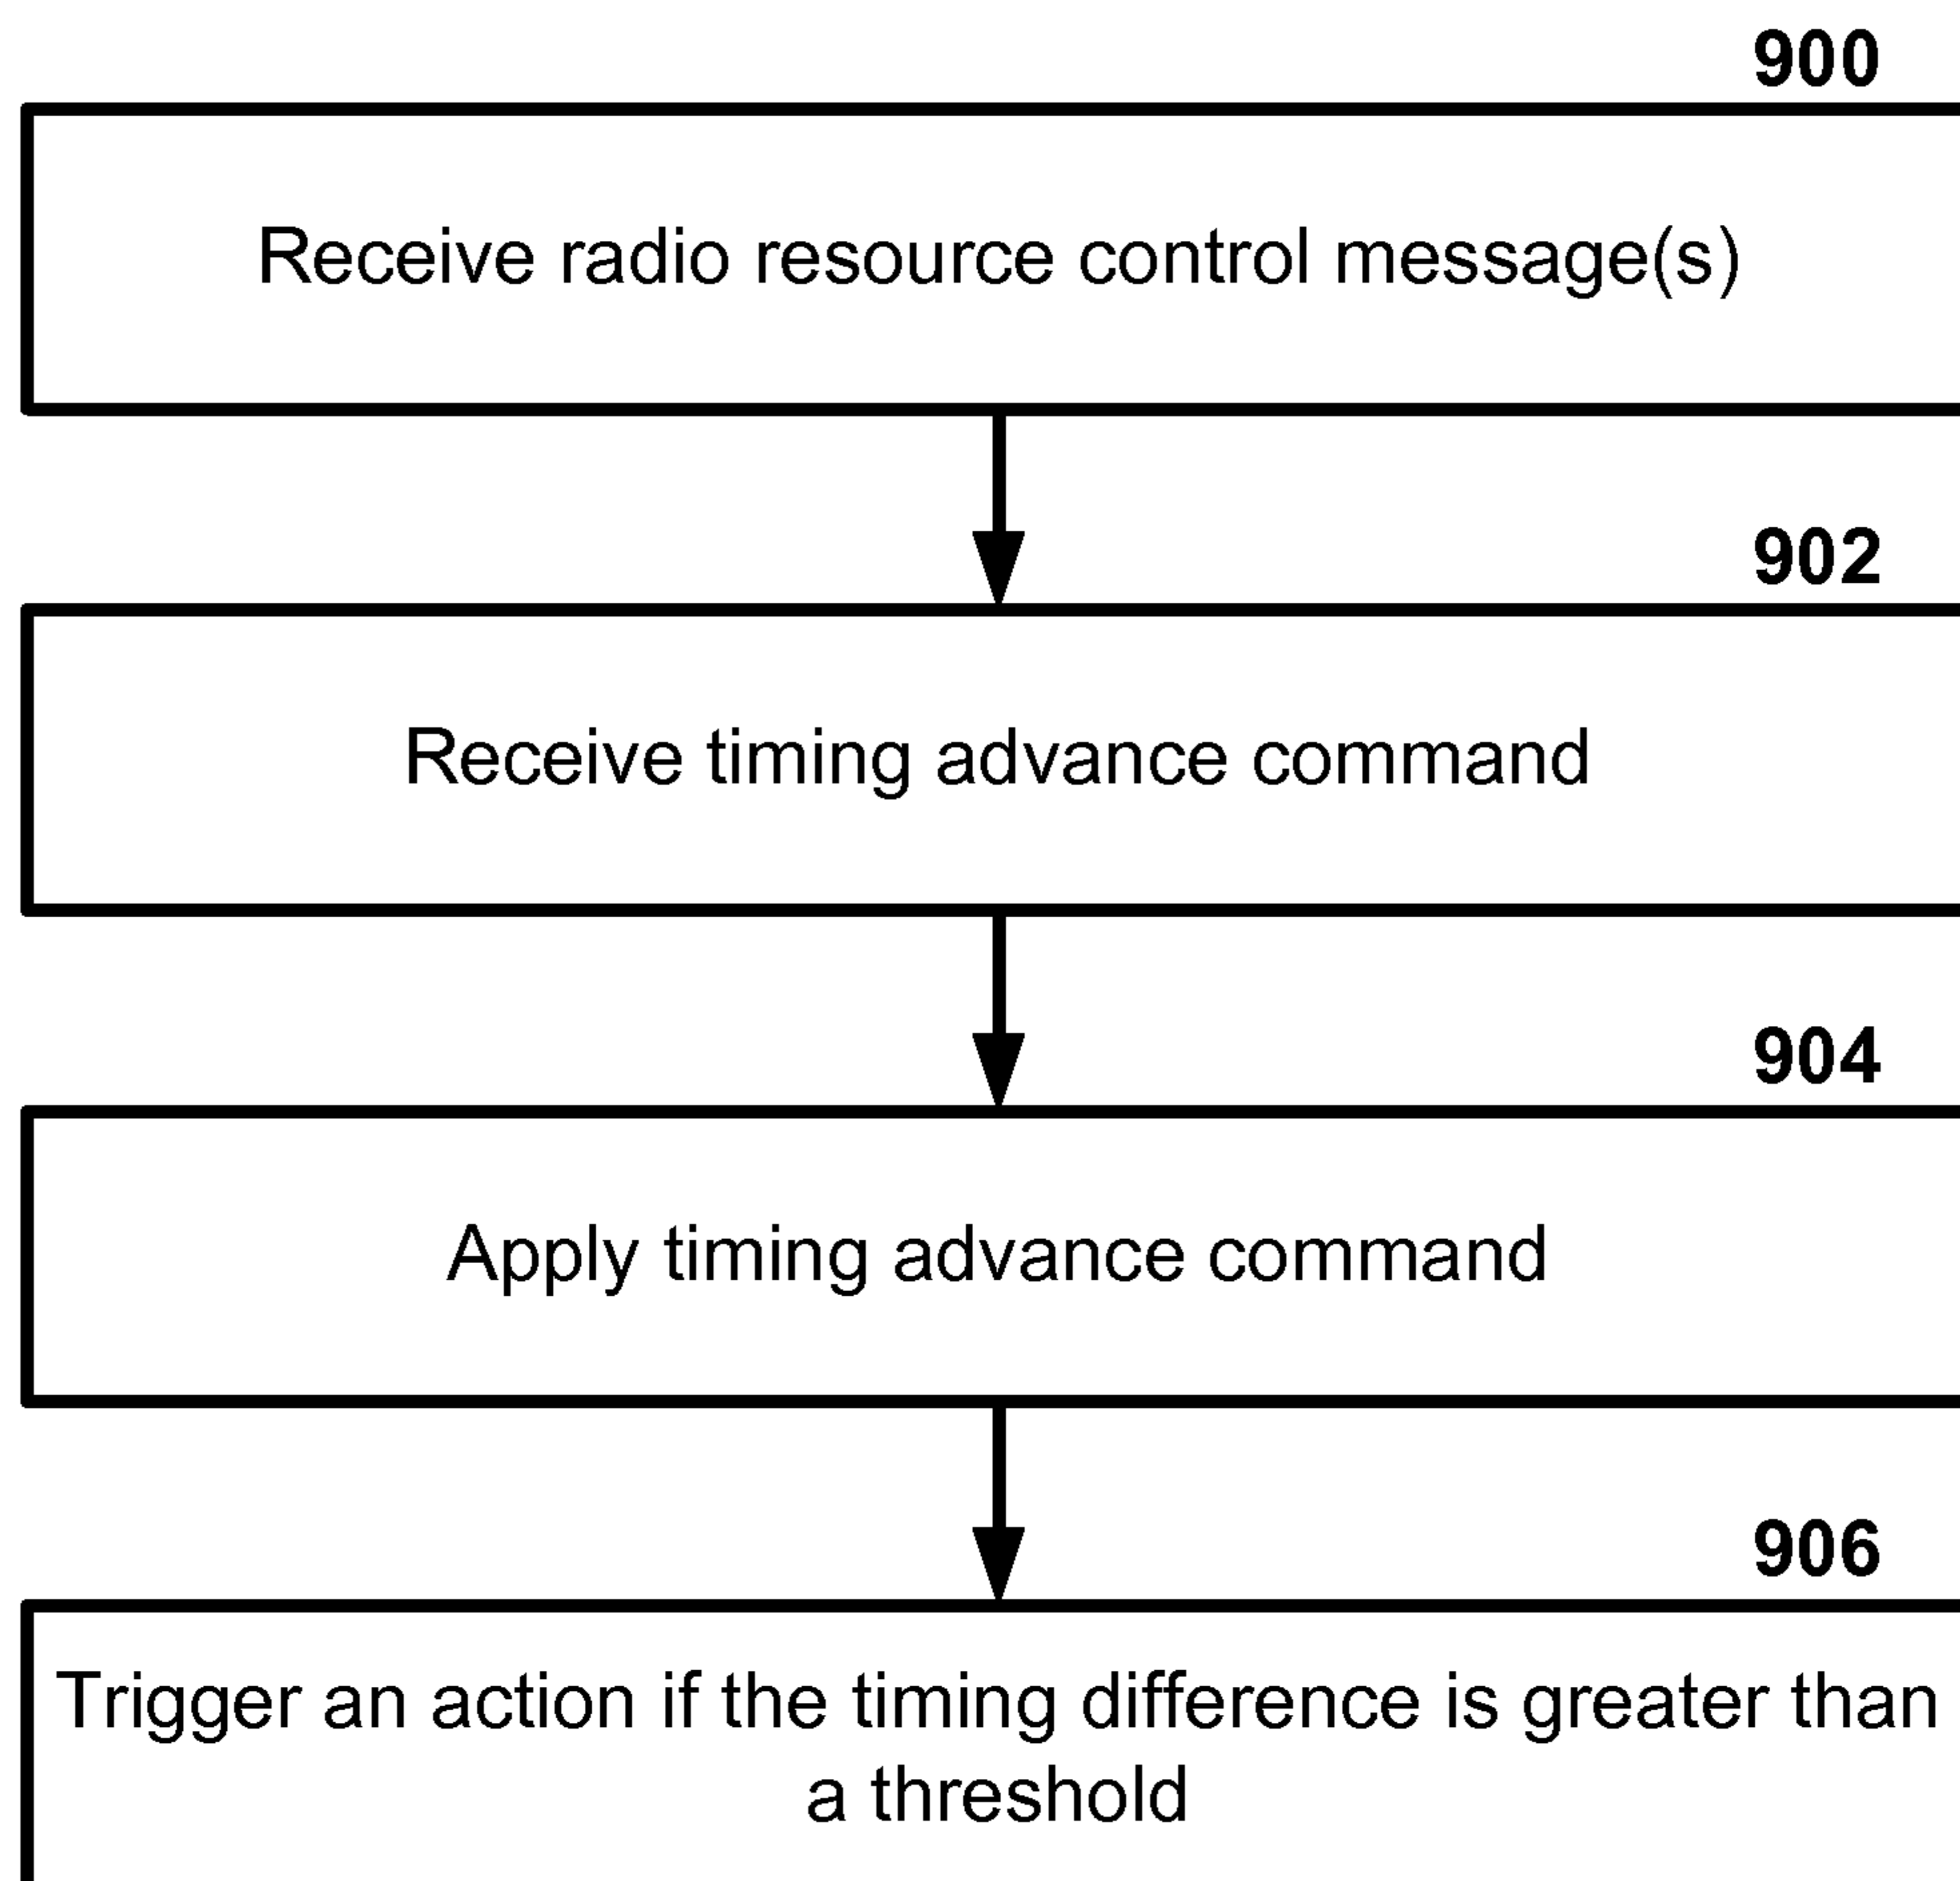 900
Receive radio resource control message(s)
902
Receive timing advance command
904
Apply timing advance command
906
Trigger an action if the timing difference is greater than
a threshold